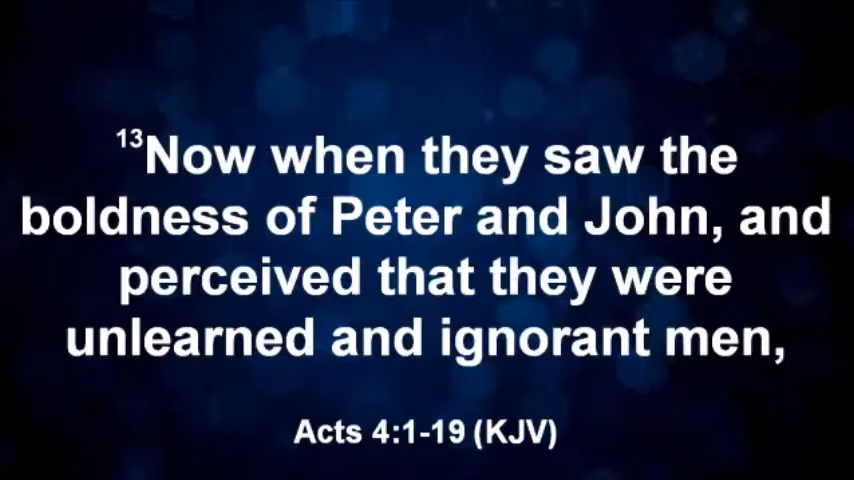 13Now when they saw the
boldness of Peter and John, and
perceived that they were
unlearned and ignorant men,
Acts 4:1-19 (KJV)